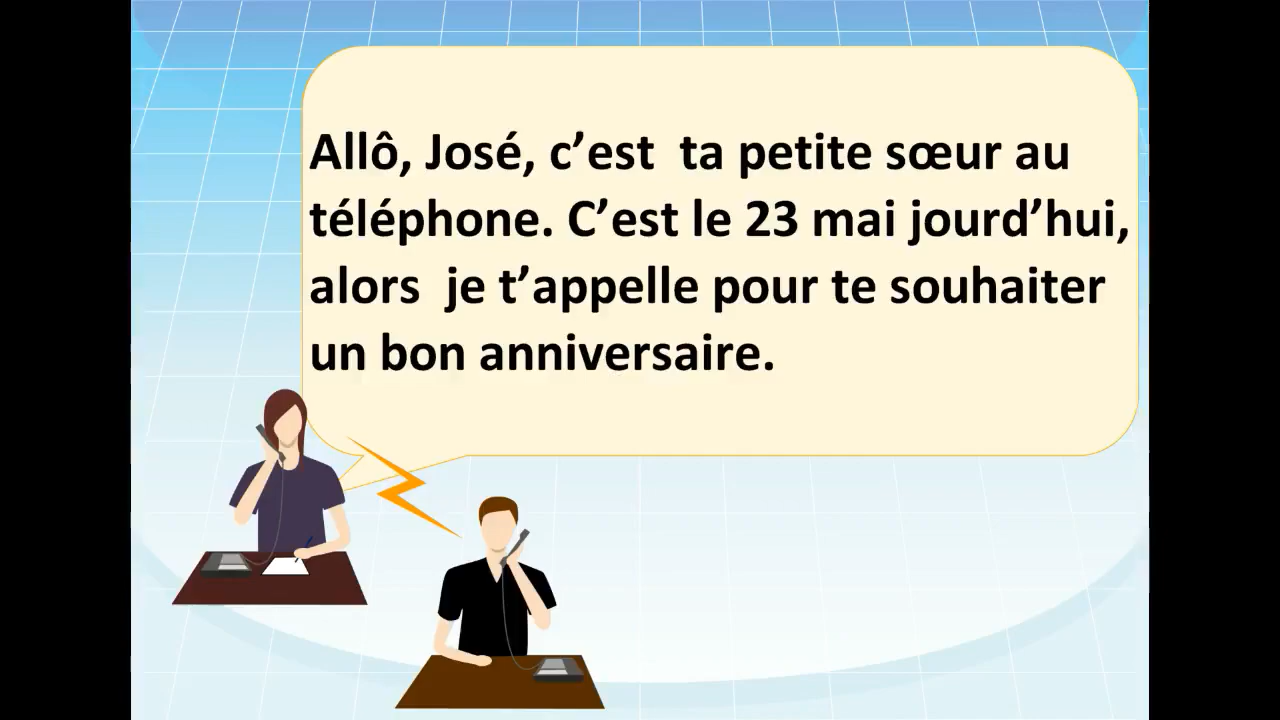 Allô, José, c’est  ta petite sœur au
téléphone. C’est le 23 mai jourd’hui,
alors  je t’appelle pour te souhaiter
un bon anniversaire.